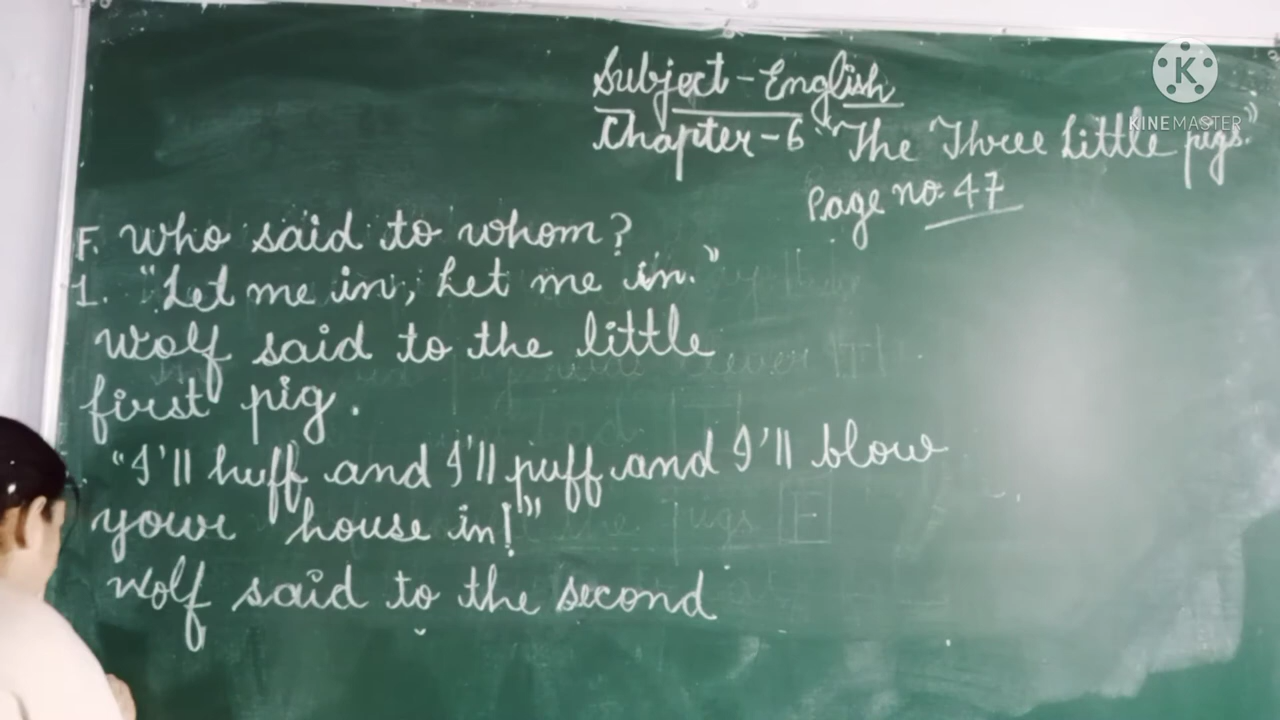 Subject - English
Chapter - 6 "The Three Little pigs."
Page no. 47
F. Who said to whom?
1. "Let me in, Let me in."
Wolf said to the little
first pig.
"I'll huff and I'll puff and I'll blow
your house in!"
Wolf said to the second
KINEMASTER